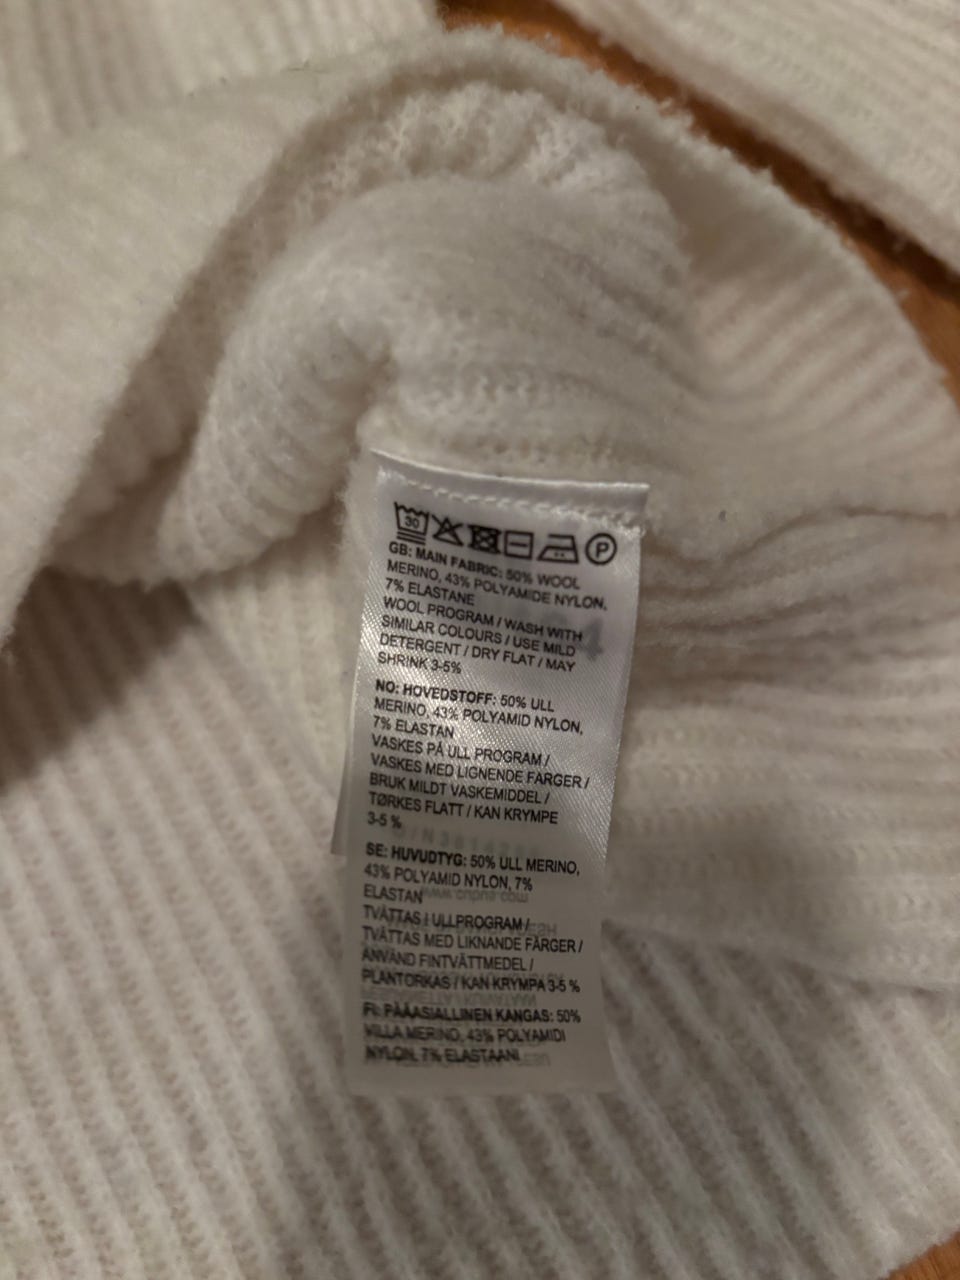 30 P
GB: MAIN FABRIC: 50% WOOL
MERINO, 43% POLYAMIDE NYLON,
7% ELASTANE
WOOL PROGRAM / WASH WITH
SIMILAR COLOURS / USE MILD
DETERGENT / DRY FLAT / MAY
SHRINK 3-5%
NO: HOVEDSTOFF: 50% ULL
MERINO, 43% POLYAMID NYLON,
7% ELASTAN
VASKES PÅ ULL PROGRAM /
VASKES MED LIGNENDE FARGER /
BRUK MILDT VASKEMIDDEL /
TØRKES FLATT / KAN KRYMPE
3-5 %
SE: HUVUDTYG: 50% ULL MERINO,
43% POLYAMID NYLON, 7%
ELASTAN
TVÄTTAS I ULLPROGRAM /
TVÄTTAS MED LIKNANDE FÄRGER /
ANVÄND FINTVÄTTMEDEL /
PLANTORKAS / KAN KRYMPA 3-5 %
FI: PÄÄASIALLINEN KANGAS: 50%
VILLA MERINO, 43% POLYAMIDI
NYLON, 7% ELASTAANI